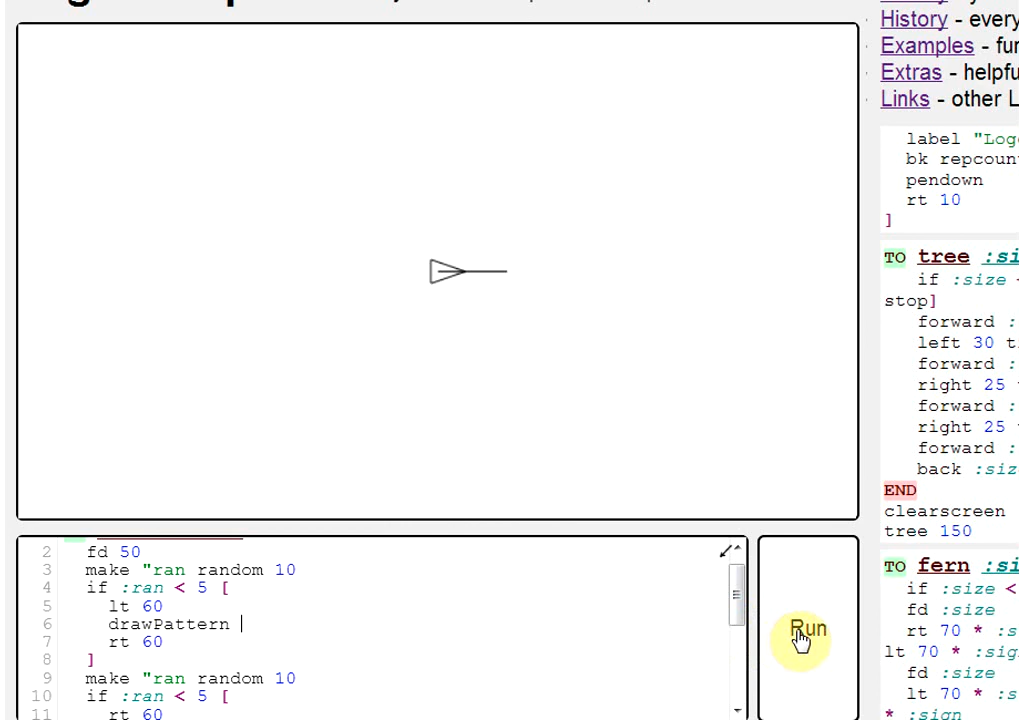 History - every
Examples - fun
Extras - helpfu
Links - other L
label "Logo
bk repcoun
pendown
rt 10
]
TO tree :si
if :size <
stop]
forward :
left 30 t
forward :
right 25
forward :
right 25
forward :
back :siz
END
clearscreen
tree 150
TO fern :si
if :size <
fd :size
rt 70 * :s
lt 70 * :sign
fd :size
lt 70 * :s
* :sign
2 fd 50
3 make "ran random 10
4 if :ran < 5 [
5 lt 60
6 drawPattern
7 rt 60
8 ]
9 make "ran random 10
10 if :ran < 5 [
11 rt 60
Run